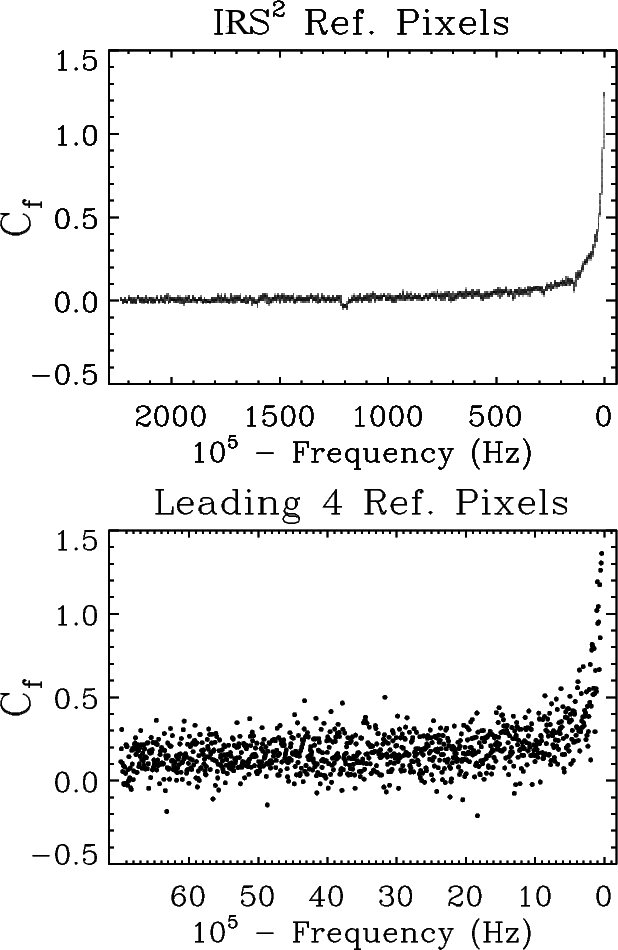 IRS² Ref. Pixels
1.5
1.0
0.5
0.0
−0.5
C_f
2000 1500 1000 500 0
10⁵ − Frequency (Hz)
Leading 4 Ref. Pixels
1.5
1.0
0.5
0.0
−0.5
C_f
60 50 40 30 20 10 0
10⁵ − Frequency (Hz)